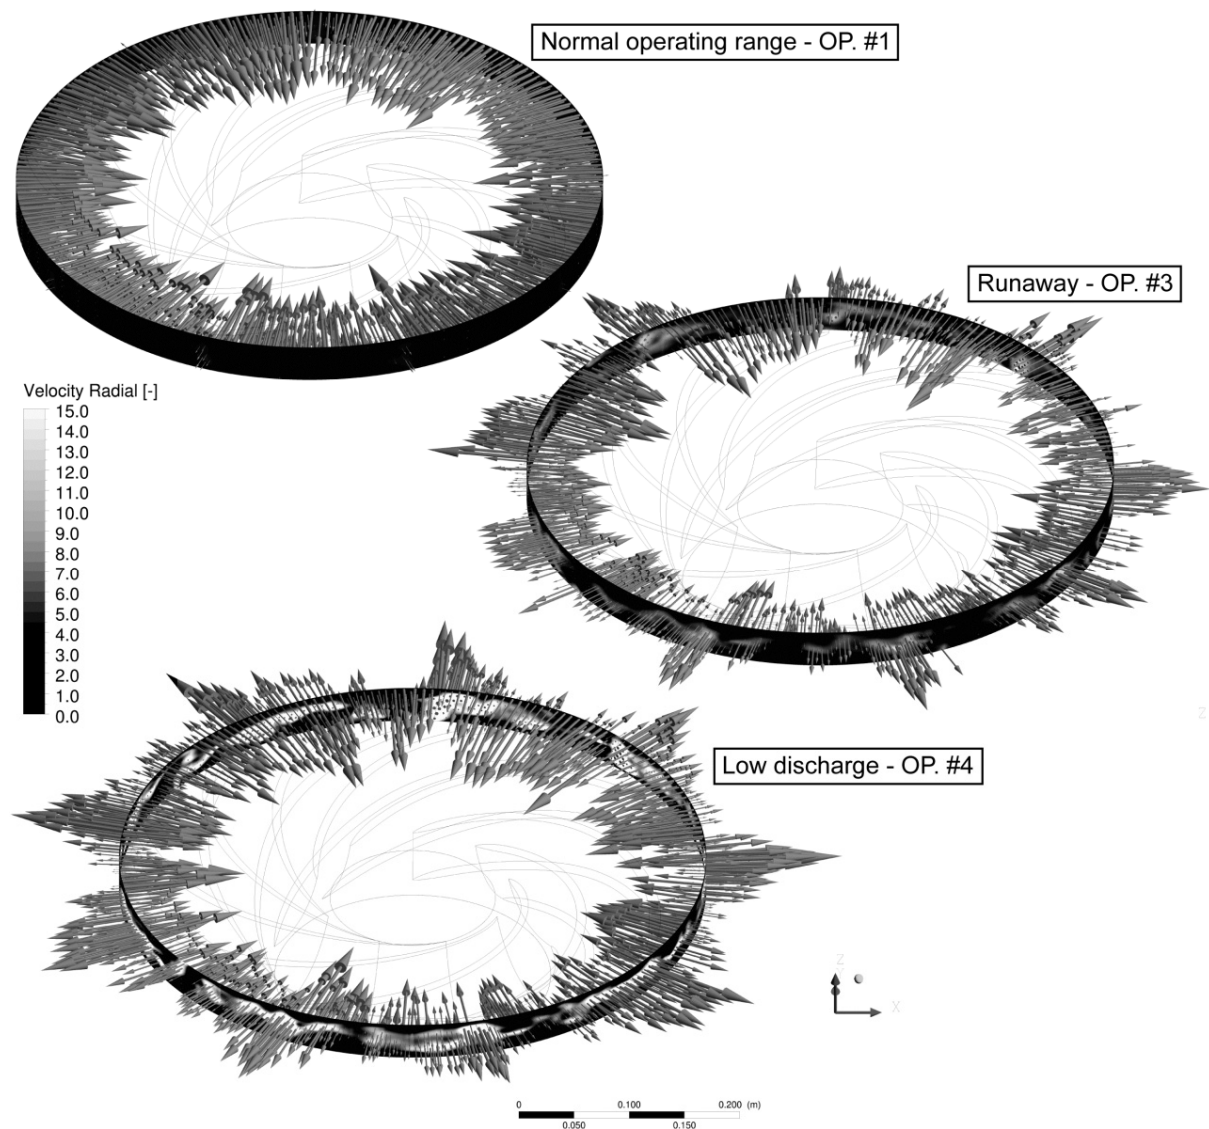 Normal operating range - OP. #1
Runaway - OP. #3
Velocity Radial [-]
15.0
14.0
13.0
12.0
11.0
10.0
9.0
8.0
7.0
6.0
5.0
4.0
3.0
2.0
1.0
0.0
Z
Low discharge - OP. #4
Z
X
0 0.100 0.200 (m)
0.050 0.150